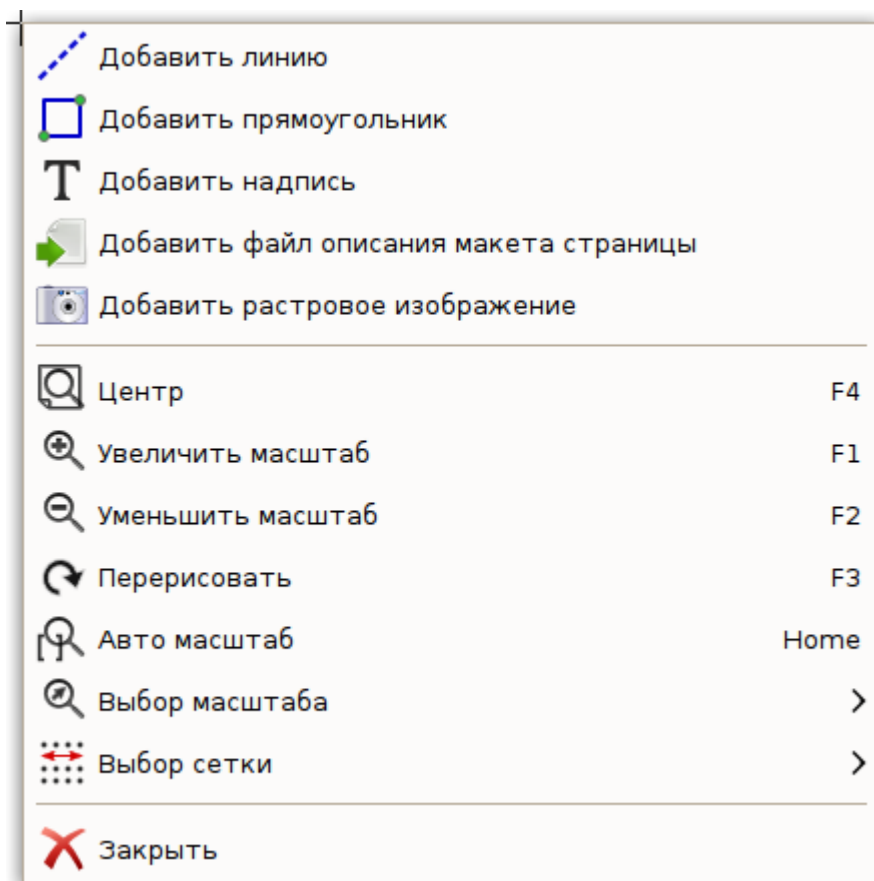 Добавить линию
Добавить прямоугольник
Добавить надпись
Добавить файл описания макета страницы
Добавить растровое изображение
Центр F4
Увеличить масштаб F1
Уменьшить масштаб F2
Перерисовать F3
Авто масштаб Home
Выбор масштаба
Выбор сетки
Закрыть